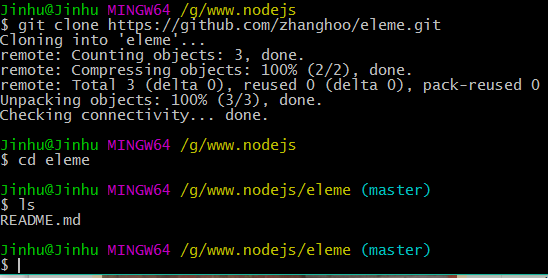 Jinhu@Jinhu MINGW64 /g/www.nodejs
$ git clone https://github.com/zhanghoo/eleme.git
Cloning into 'eleme'...
remote: Counting objects: 3, done.
remote: Compressing objects: 100% (2/2), done.
remote: Total 3 (delta 0), reused 0 (delta 0), pack-reused 0
Unpacking objects: 100% (3/3), done.
Checking connectivity... done.
Jinhu@Jinhu MINGW64 /g/www.nodejs
$ cd eleme
Jinhu@Jinhu MINGW64 /g/www.nodejs/eleme (master)
$ ls
README.md
Jinhu@Jinhu MINGW64 /g/www.nodejs/eleme (master)
$